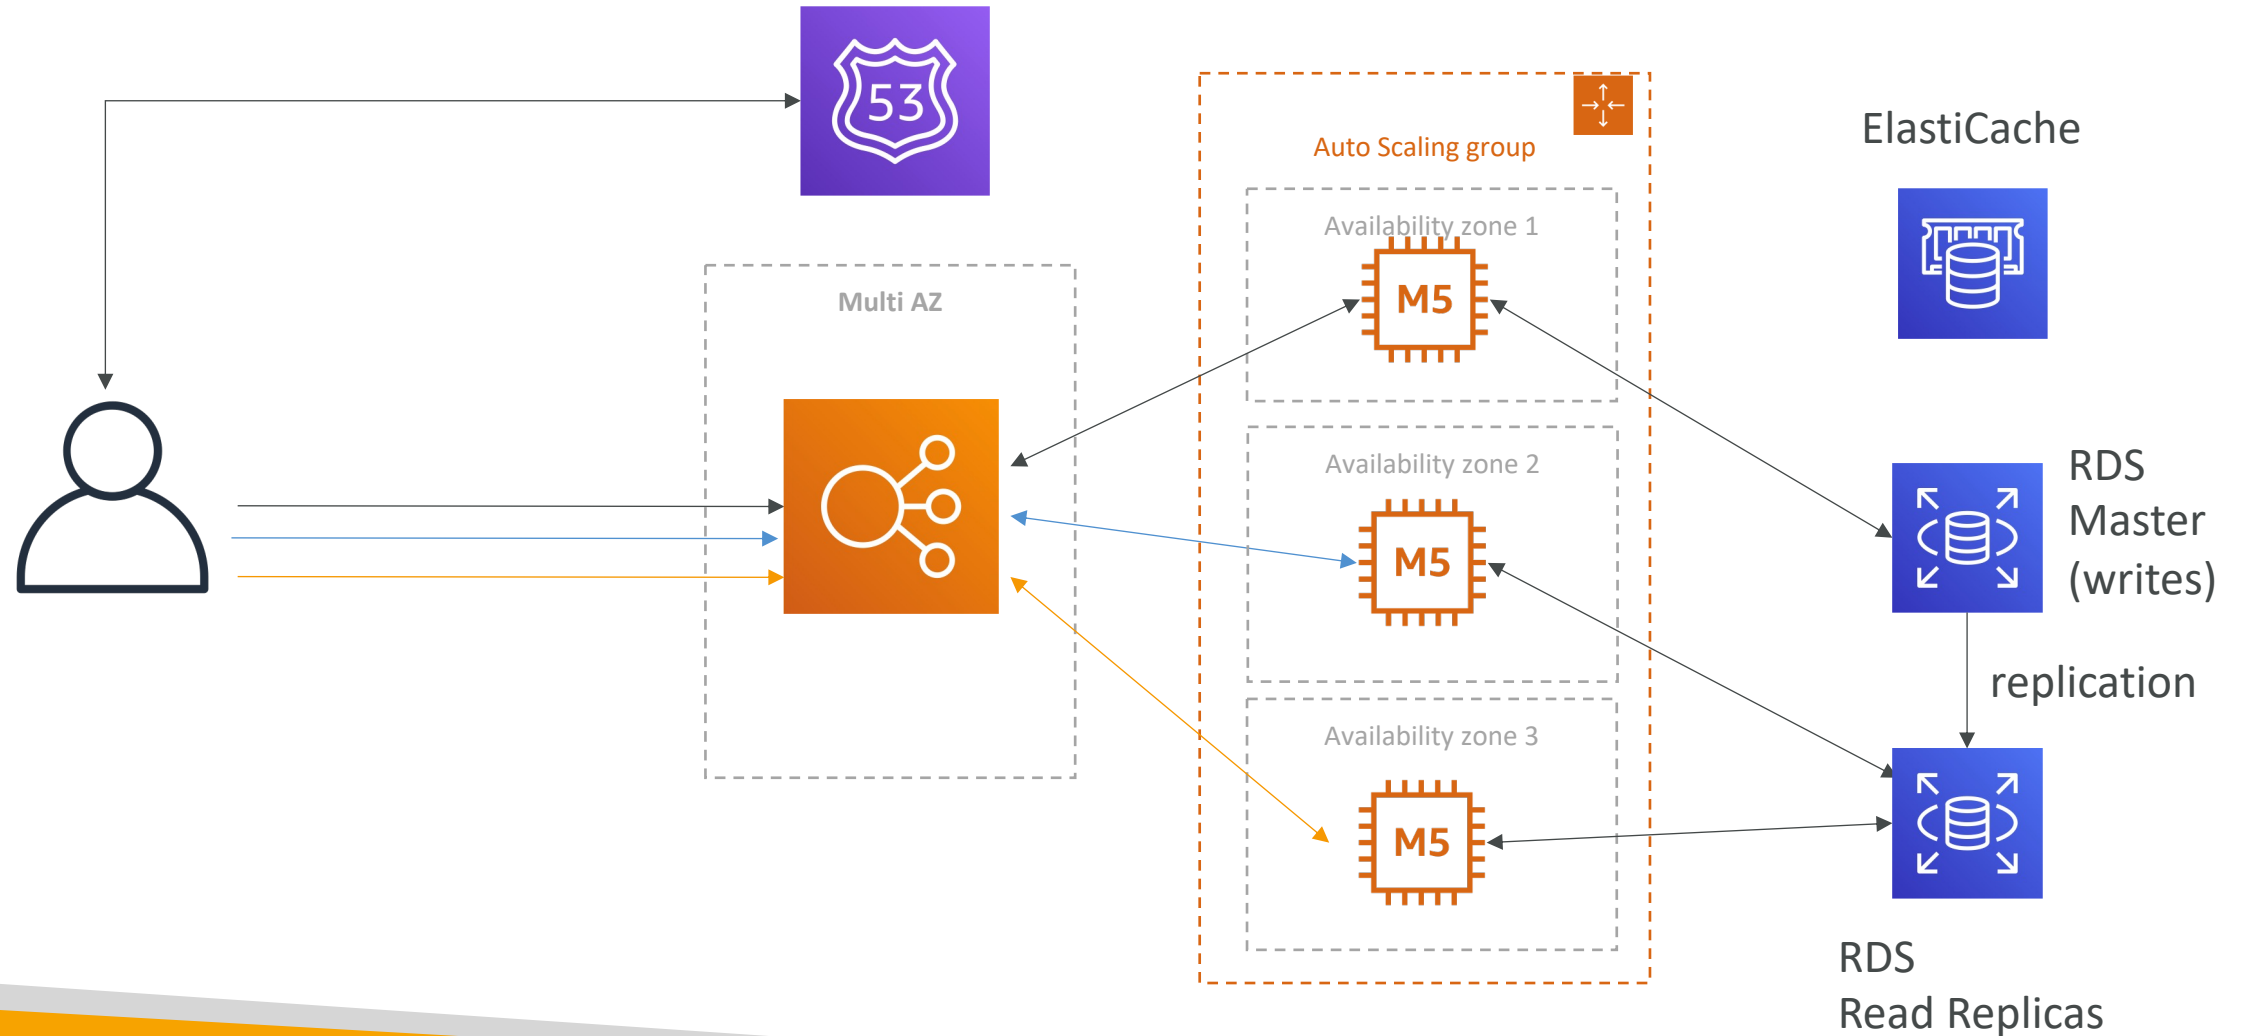 53
Auto Scaling group
ElastiCache
Availability zone 1
M5
Multi AZ
Availability zone 2
M5
RDS
Master
(writes)
replication
Availability zone 3
M5
RDS
Read Replicas